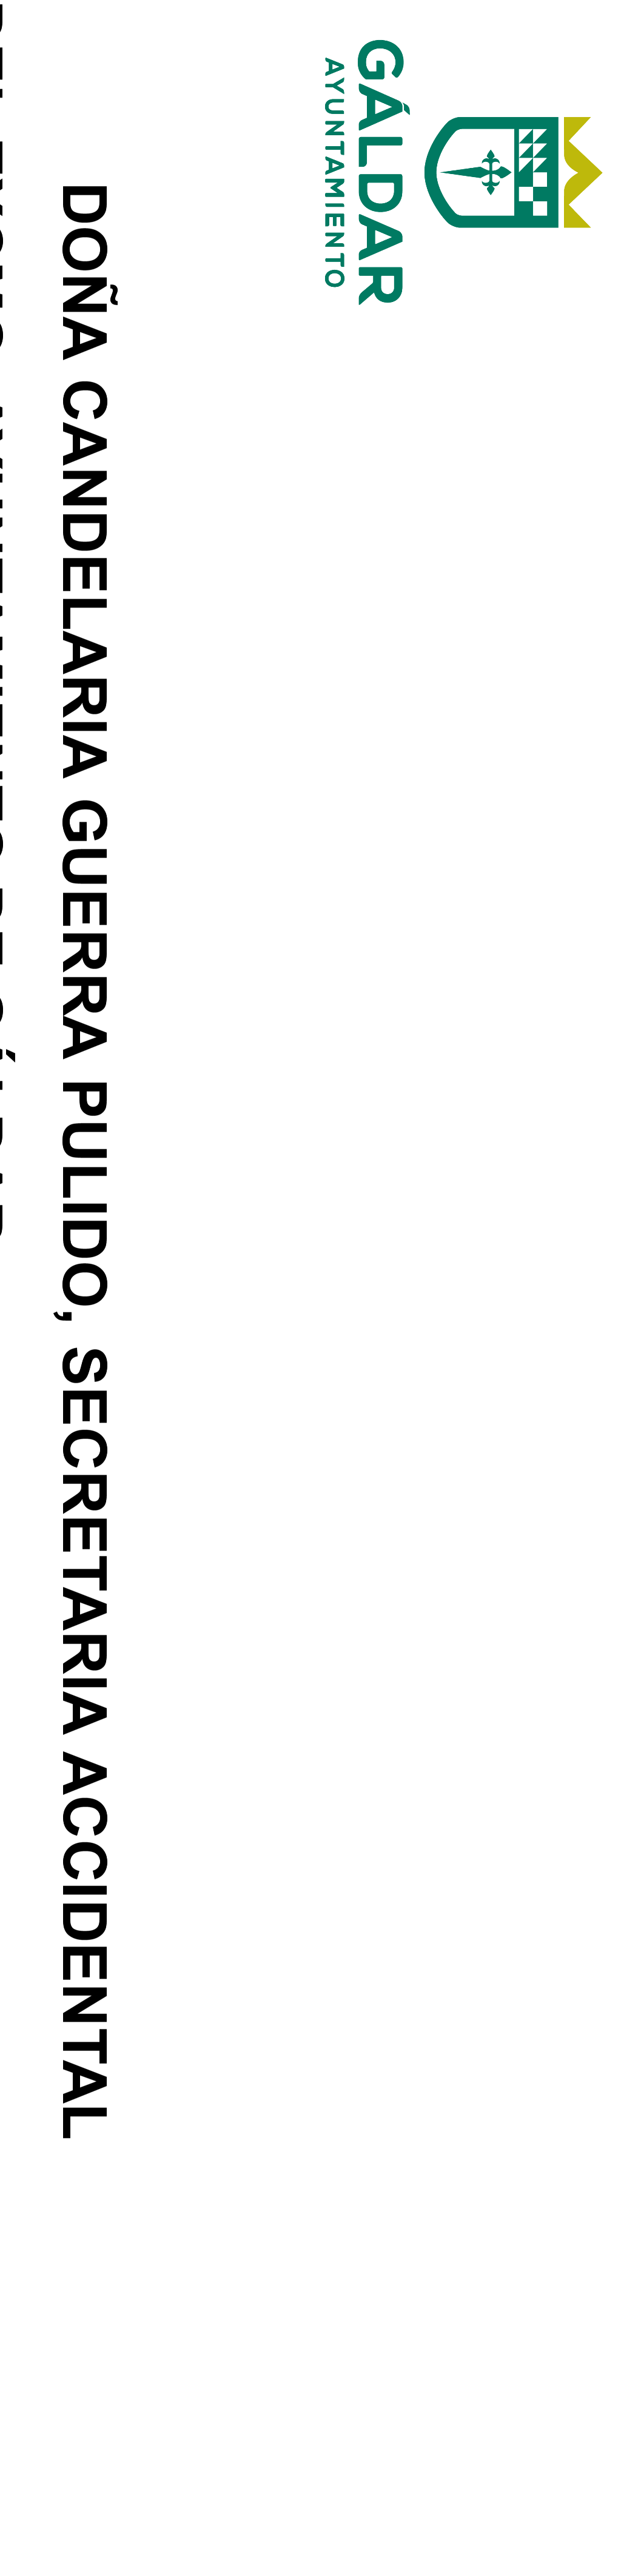 GÁLDAR
AYUNTAMIENTO
DOÑA CANDELARIA GUERRA PULIDO, SECRETARIA ACCIDENTAL